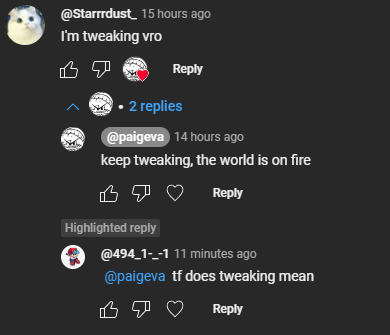 @Starrrdust_ 15 hours ago
I'm tweaking vro
Reply
• 2 replies
@paigeva 14 hours ago
keep tweaking, the world is on fire
Reply
Highlighted reply
@494_1-_-1 11 minutes ago
@paigeva tf does tweaking mean
Reply